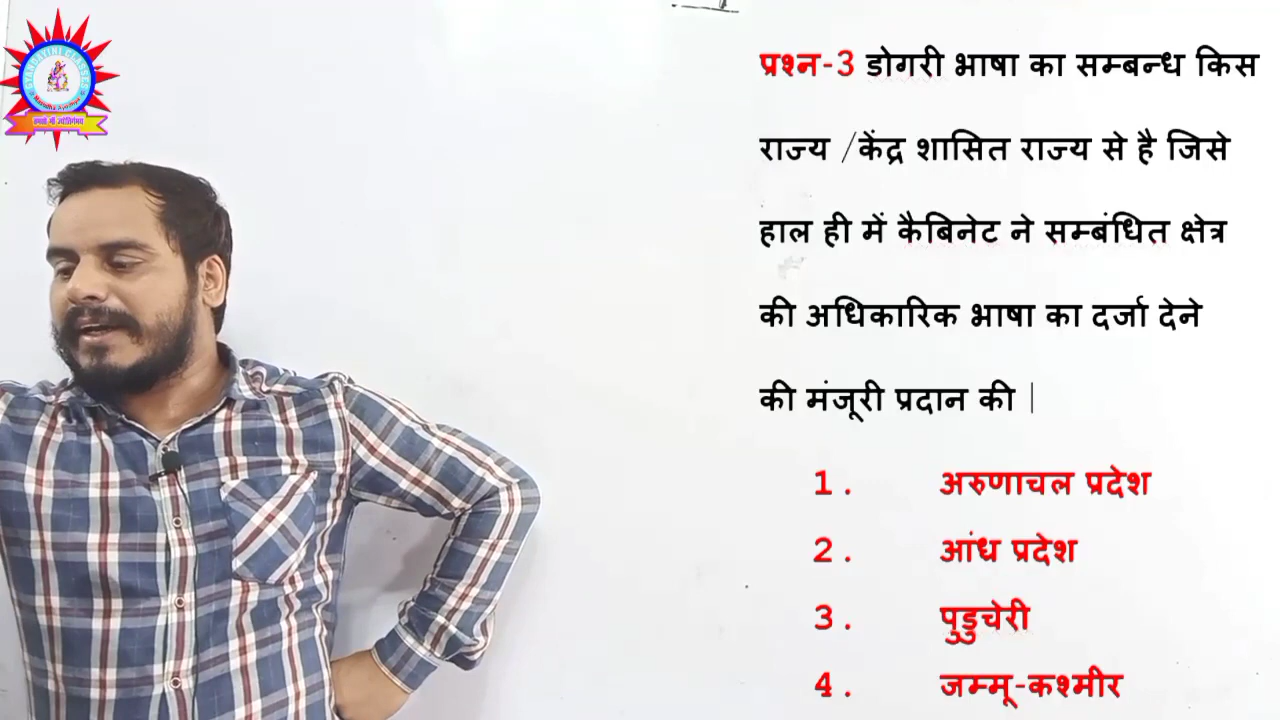 प्रश्न-3 डोगरी भाषा का सम्बन्ध किस
राज्य /केंद्र शासित राज्य से है जिसे
हाल ही में कैबिनेट ने सम्बंधित क्षेत्र
की अधिकारिक भाषा का दर्जा देने
की मंजूरी प्रदान की |
1. अरुणाचल प्रदेश
2. आंध प्रदेश
3. पुडुचेरी
4. जम्मू-कश्मीर